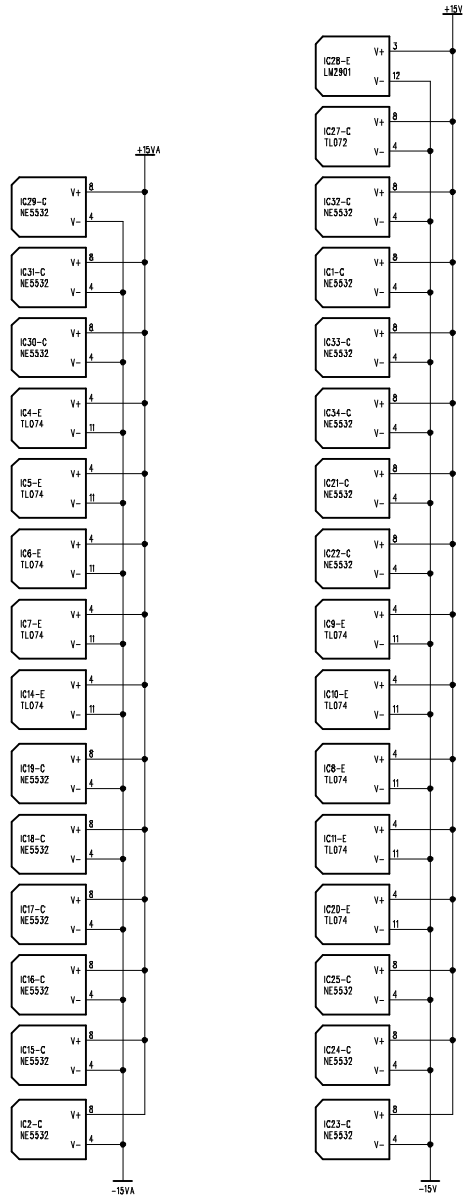 +15VA
IC29-C
NE5532
V+ 8
V- 4
IC31-C
NE5532
V+ 8
V- 4
IC30-C
NE5532
V+ 8
V- 4
IC4-E
TL074
V+ 4
V- 11
IC5-E
TL074
V+ 4
V- 11
IC6-E
TL074
V+ 4
V- 11
IC7-E
TL074
V+ 4
V- 11
IC14-E
TL074
V+ 4
V- 11
IC19-C
NE5532
V+ 8
V- 4
IC18-C
NE5532
V+ 8
V- 4
IC17-C
NE5532
V+ 8
V- 4
IC16-C
NE5532
V+ 8
V- 4
IC15-C
NE5532
V+ 8
V- 4
IC2-C
NE5532
V+ 8
V- 4
-15VA
+15V
IC28-E
LM2901
V+ 3
V- 12
IC27-C
TL072
V+ 8
V- 4
IC32-C
NE5532
V+ 8
V- 4
IC1-C
NE5532
V+ 8
V- 4
IC33-C
NE5532
V+ 8
V- 4
IC34-C
NE5532
V+ 8
V- 4
IC21-C
NE5532
V+ 8
V- 4
IC22-C
NE5532
V+ 8
V- 4
IC9-E
TL074
V+ 4
V- 11
IC10-E
TL074
V+ 4
V- 11
IC8-E
TL074
V+ 4
V- 11
IC11-E
TL074
V+ 4
V- 11
IC20-E
TL074
V+ 4
V- 11
IC25-C
NE5532
V+ 8
V- 4
IC24-C
NE5532
V+ 8
V- 4
IC23-C
NE5532
V+ 8
V- 4
-15V